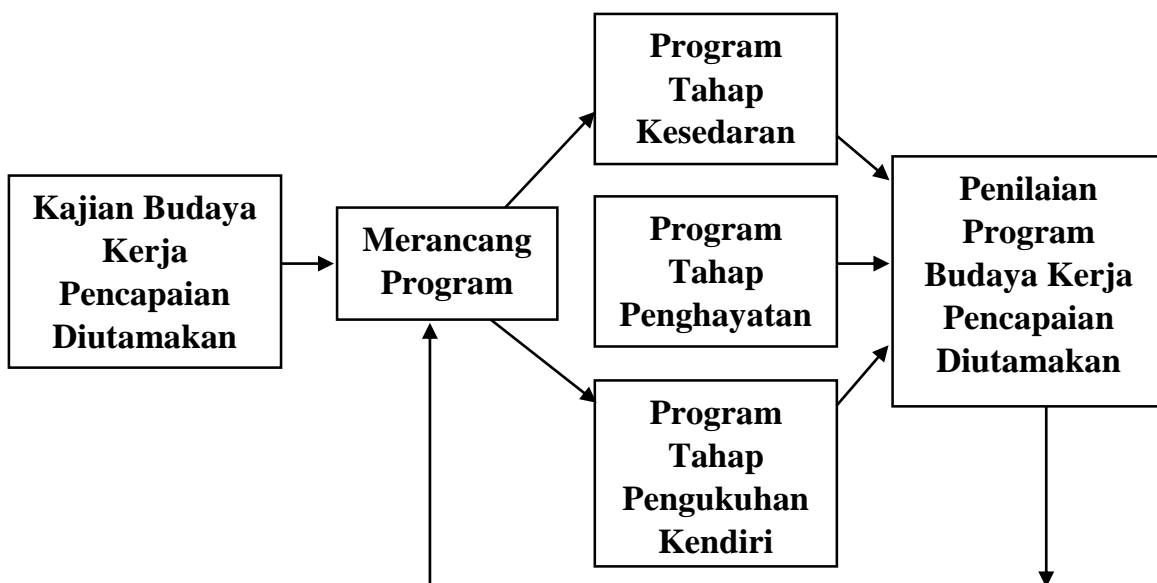 Kajian Budaya
Kerja
Pencapaian
Diutamakan
Merancang
Program
Program
Tahap
Kesedaran
Program
Tahap
Penghayatan
Program
Tahap
Pengukuhan
Kendiri
Penilaian
Program
Budaya Kerja
Pencapaian
Diutamakan